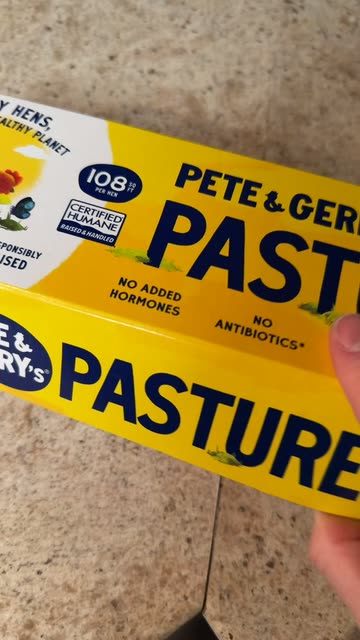 Y HENS,
ALTHY PLANET
PONSIBLY
ISED
108 SQ FT
PER HEN
CERTIFIED
HUMANE
RAISED & HANDLED
PETE & GER
PAST
NO ADDED
HORMONES
NO
ANTIBIOTICS*
E &
RY'S®
PASTURE